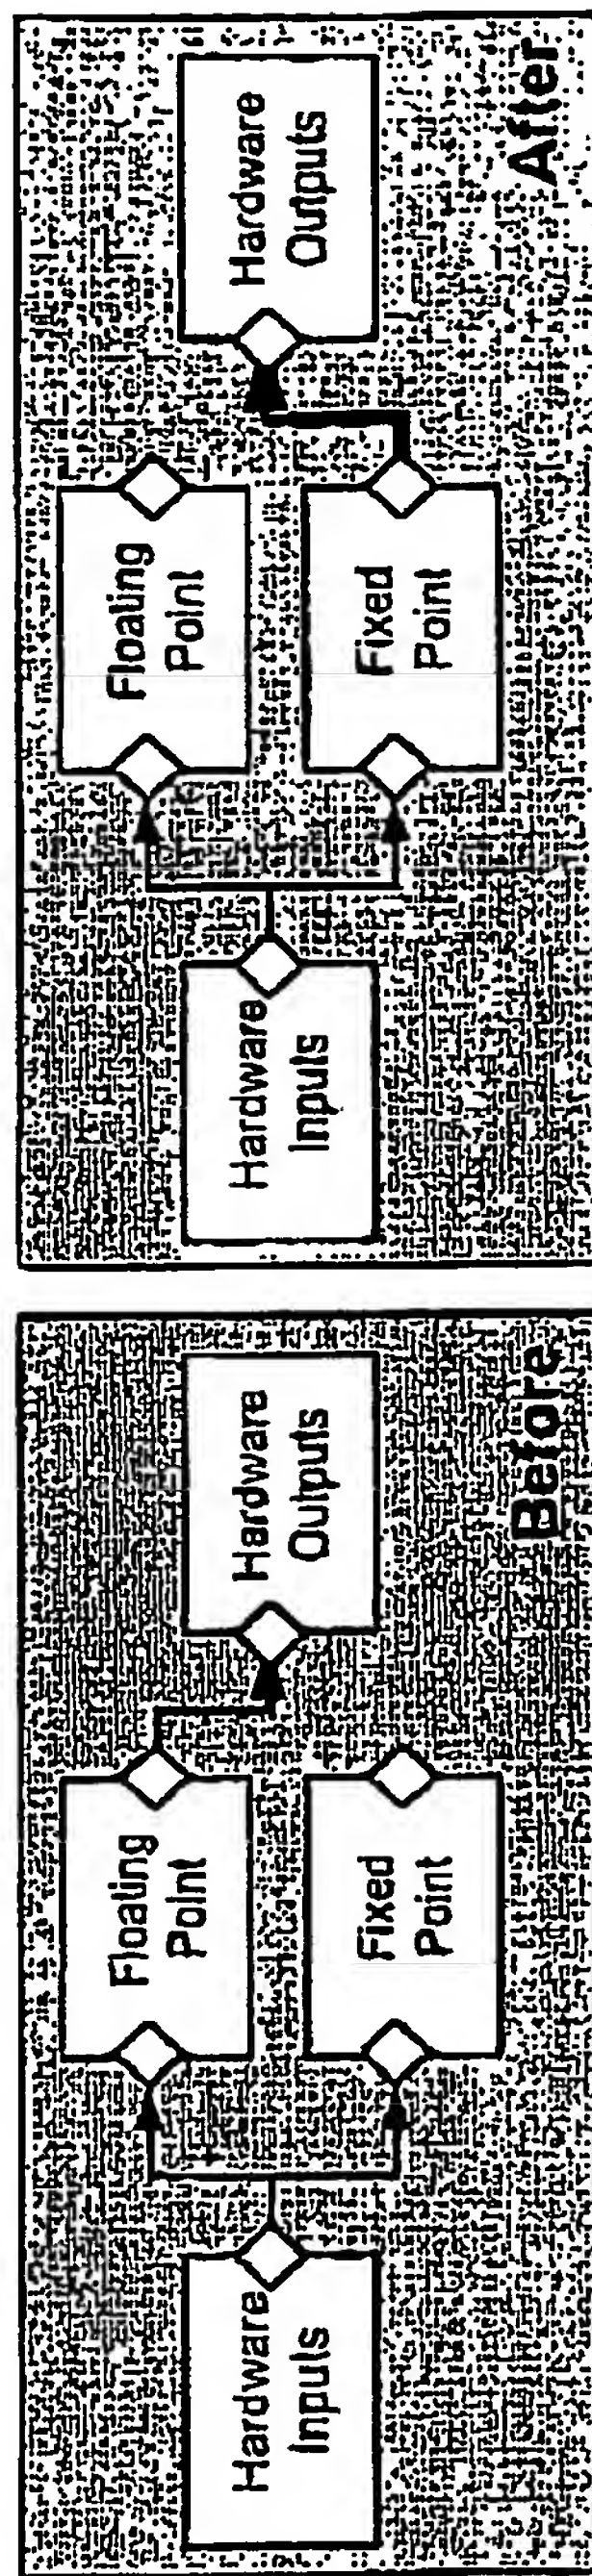 Hardware
Inputs
Floating
Point
Fixed
Point
Hardware
Outputs
Before
Hardware
Inputs
Floating
Point
Fixed
Point
Hardware
Outputs
After